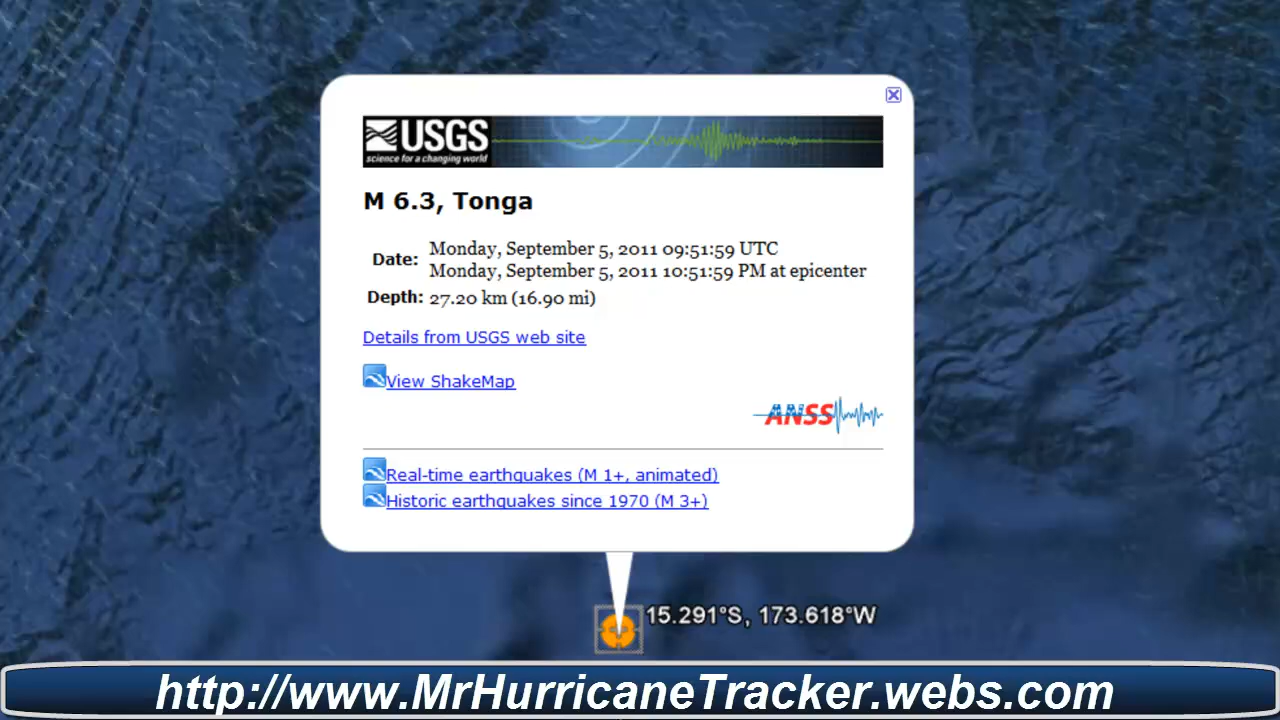 USGS
science for a changing world
M 6.3, Tonga
Date: Monday, September 5, 2011 09:51:59 UTC
Monday, September 5, 2011 10:51:59 PM at epicenter
Depth: 27.20 km (16.90 mi)
Details from USGS web site
View ShakeMap
ANSS
Real-time earthquakes (M 1+, animated)
Historic earthquakes since 1970 (M 3+)
15.291°S, 173.618°W
http://www.MrHurricaneTracker.webs.com